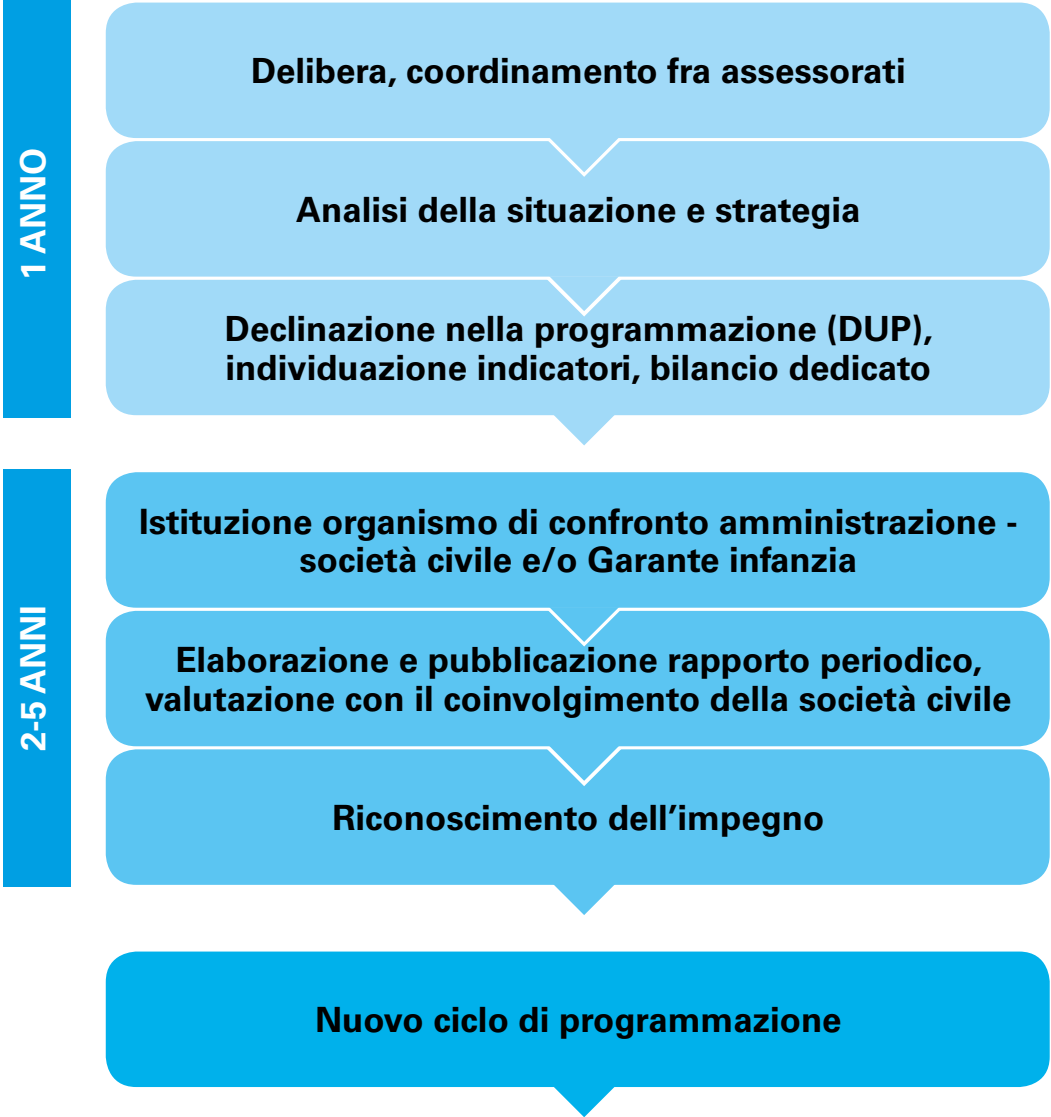 1 ANNO
Delibera, coordinamento fra assessorati
Analisi della situazione e strategia
Declinazione nella programmazione (DUP),
individuazione indicatori, bilancio dedicato
2-5 ANNI
Istituzione organismo di confronto amministrazione -
società civile e/o Garante infanzia
Elaborazione e pubblicazione rapporto periodico,
valutazione con il coinvolgimento della società civile
Riconoscimento dell’impegno
Nuovo ciclo di programmazione